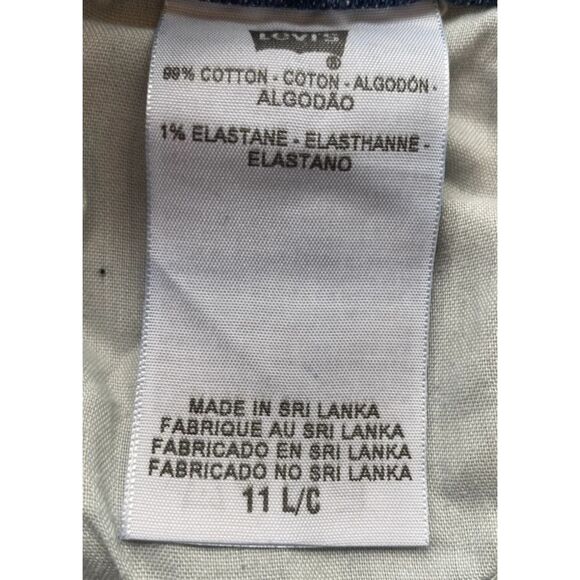 LEVI'S
®
99% COTTON - COTON - ALGODÓN -
ALGODÃO
1% ELASTANE - ELASTHANNE -
ELASTANO
MADE IN SRI LANKA
FABRIQUE AU SRI LANKA
FABRICADO EN SRI LANKA
FABRICADO NO SRI LANKA
11 L/C